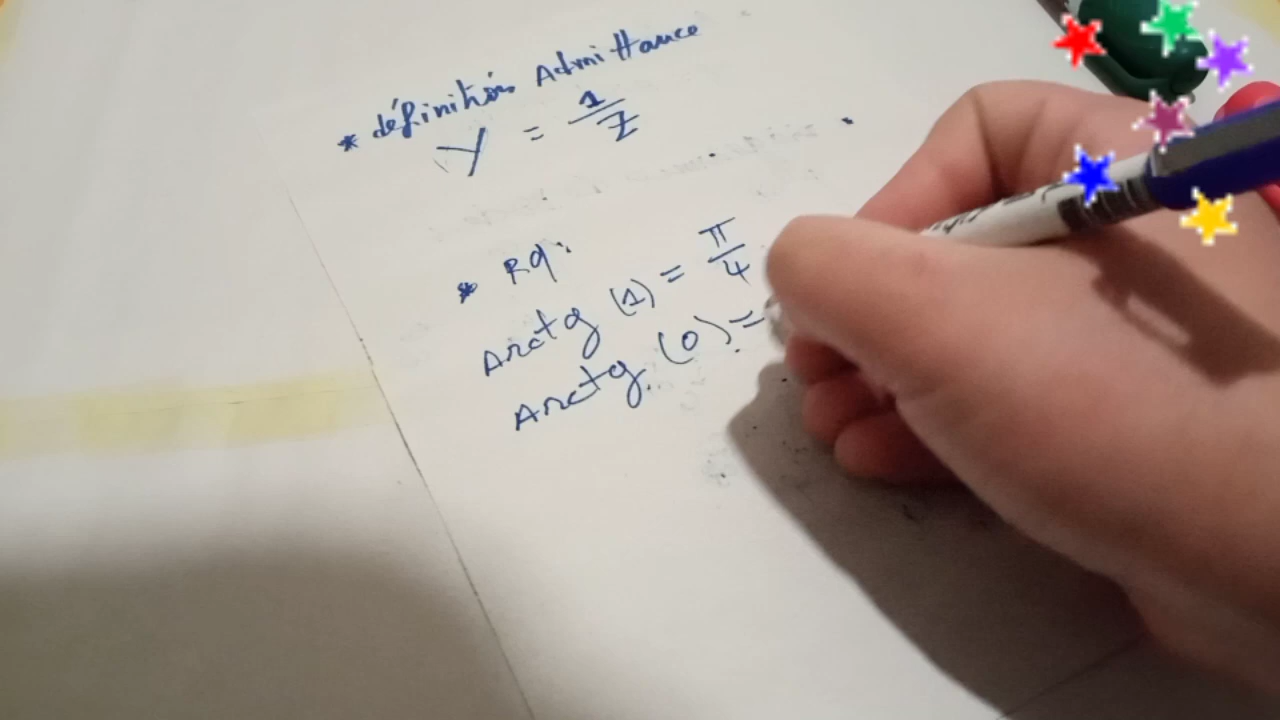 * définition Admittance
Y = 1/Z
* Rq:
Arctg (1) = π/4
Arctg (0) =